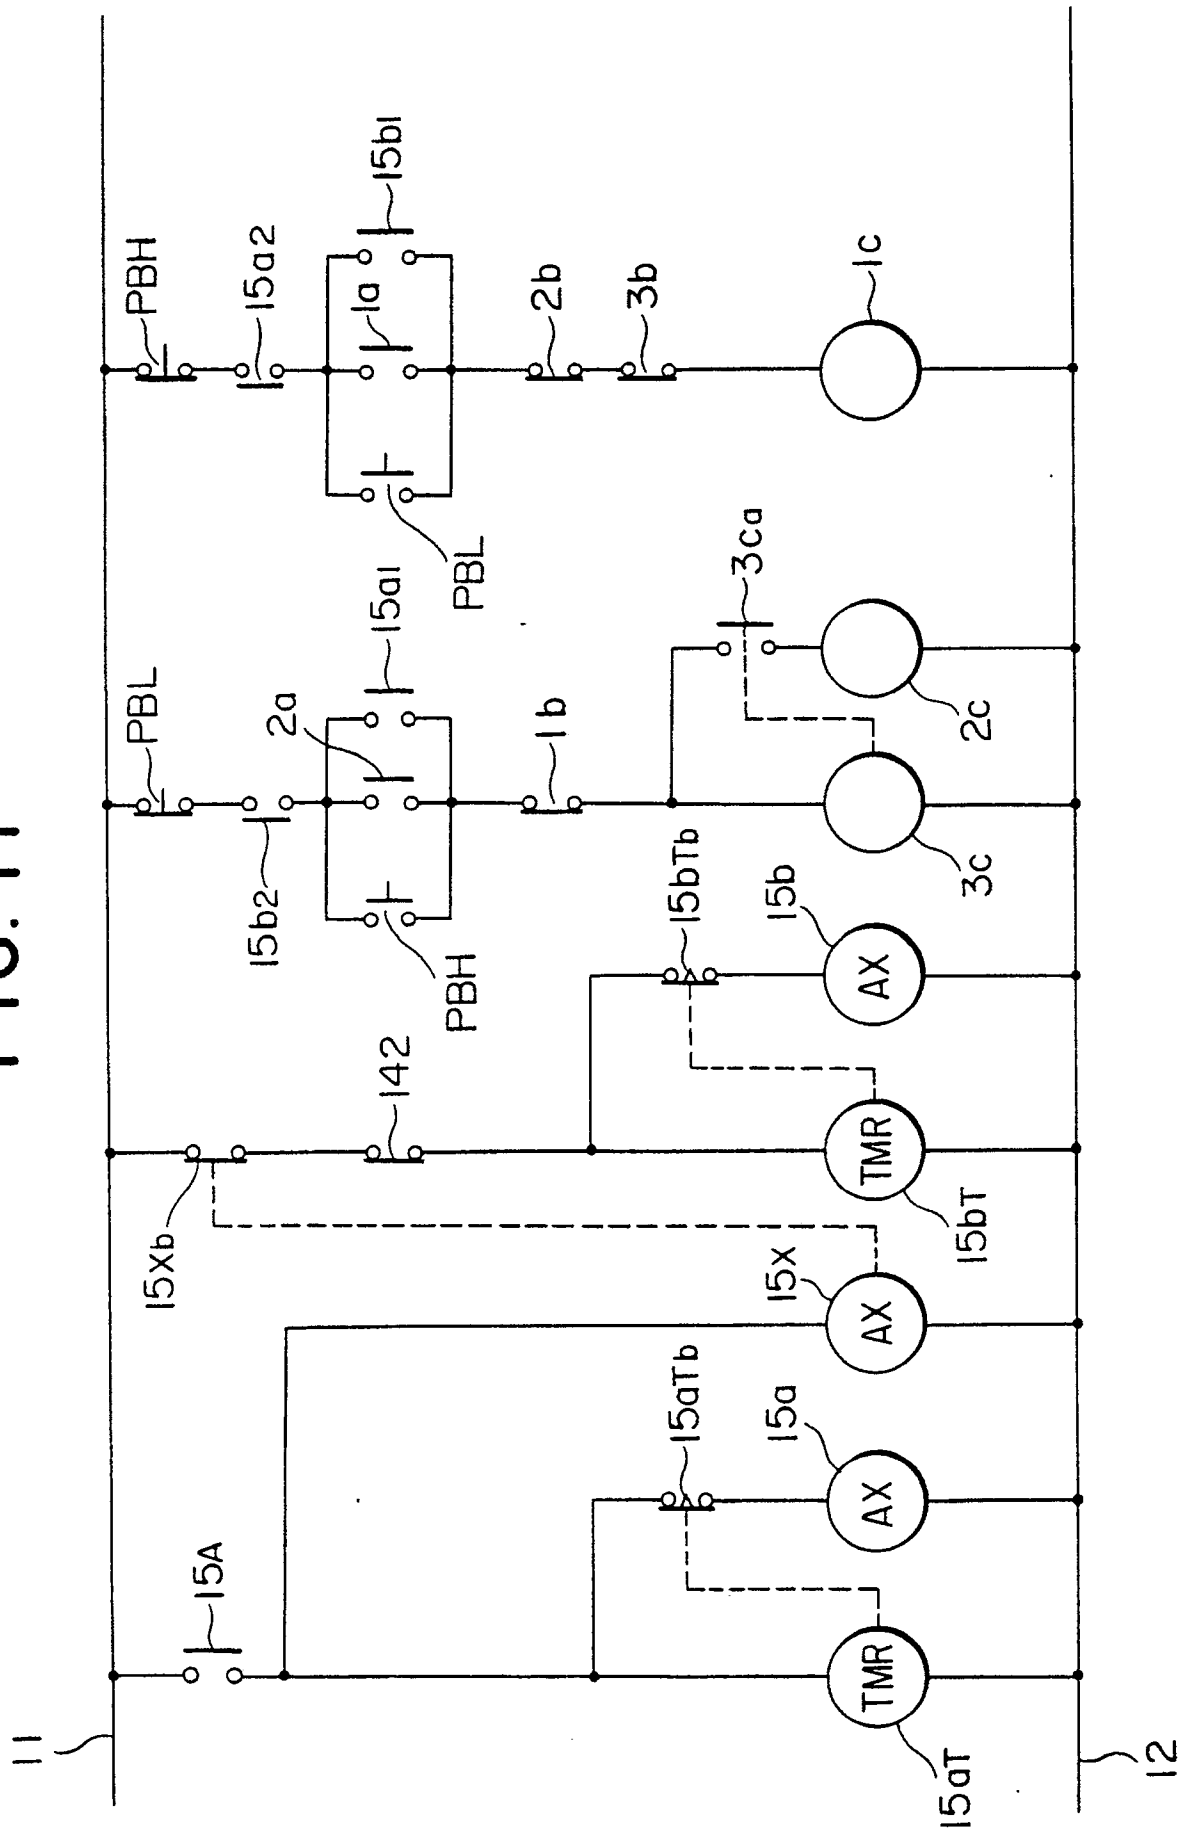 FIG. 11
11
PBL
PBH
15Xb
15A
15b2
2a
15a2
1a
142
15a1
15b1
PBH
PBL
1b
2b
3b
15aTb
15bTb
3ca
15a
15X
15b
TMR
AX
AX
TMR
AX
1c
15aT
15bT
3c
2c
12